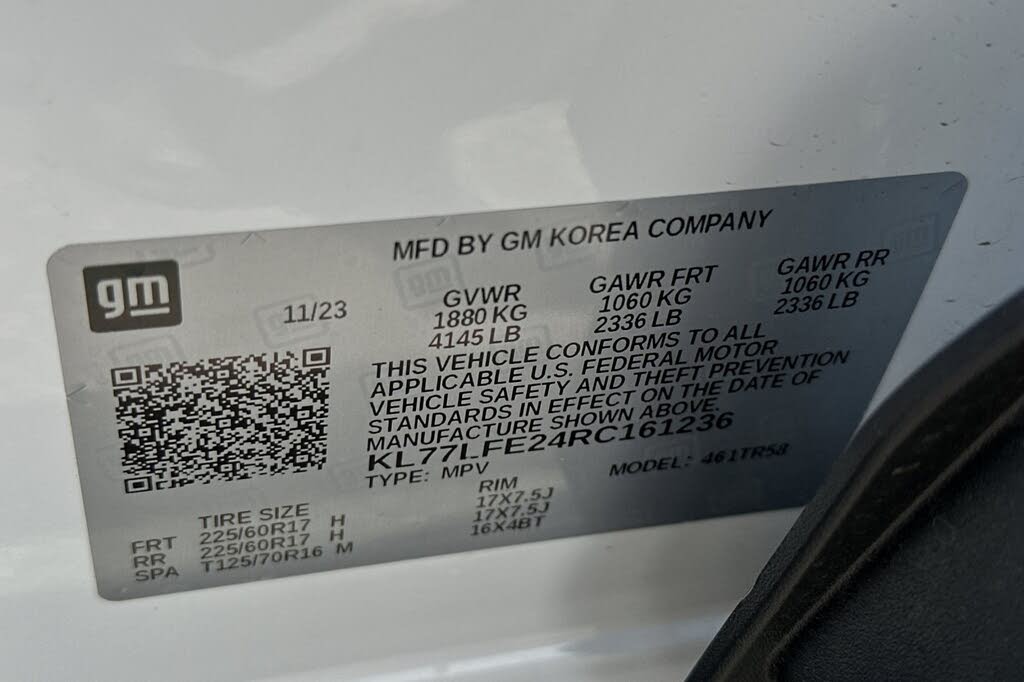 MFD BY GM KOREA COMPANY
gm
11/23
GVWR GAWR FRT GAWR RR
1880 KG 1060 KG 1060 KG
4145 LB 2336 LB 2336 LB
THIS VEHICLE CONFORMS TO ALL
APPLICABLE U.S. FEDERAL MOTOR
VEHICLE SAFETY AND THEFT PREVENTION
STANDARDS IN EFFECT ON THE DATE OF
MANUFACTURE SHOWN ABOVE.
KL77LFE24RC161236
TYPE: MPV MODEL: 461TR58
TIRE SIZE RIM
FRT 225/60R17 H 17X7.5J
RR 225/60R17 H 17X7.5J
SPA T125/70R16 M 16X4BT